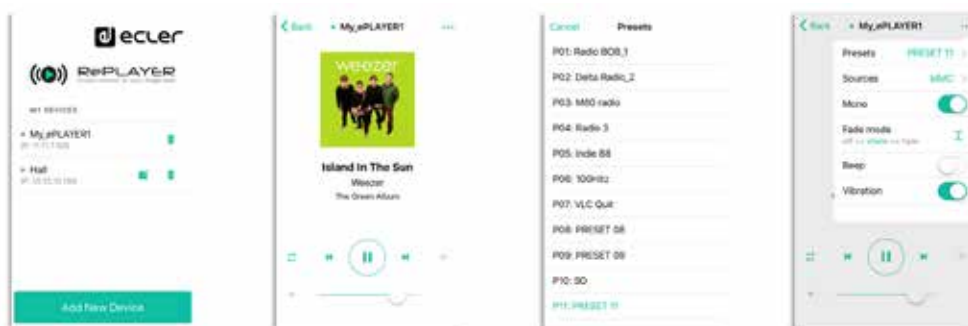 ecler
RePLAYER
MY DEVICES
My_ePLAYER1
Hall
Add New Device
Back
My_ePLAYER1
weezer
Island In The Sun
Weezer
The Green Album
Cancel
Presets
P01: Radio BOB_1
P02: Delta Radio_2
P03: M80 radio
P04: Radio 3
P05: Indie 88
P06: 100Hz
P07: VLC Quit
P08: PRESET 08
P09: PRESET 09
P10: SD
P11: PRESET 11
Back
My_ePLAYER1
Presets PRESET 11
Sources MMC
Mono
Fade mode
Beep
Vibration